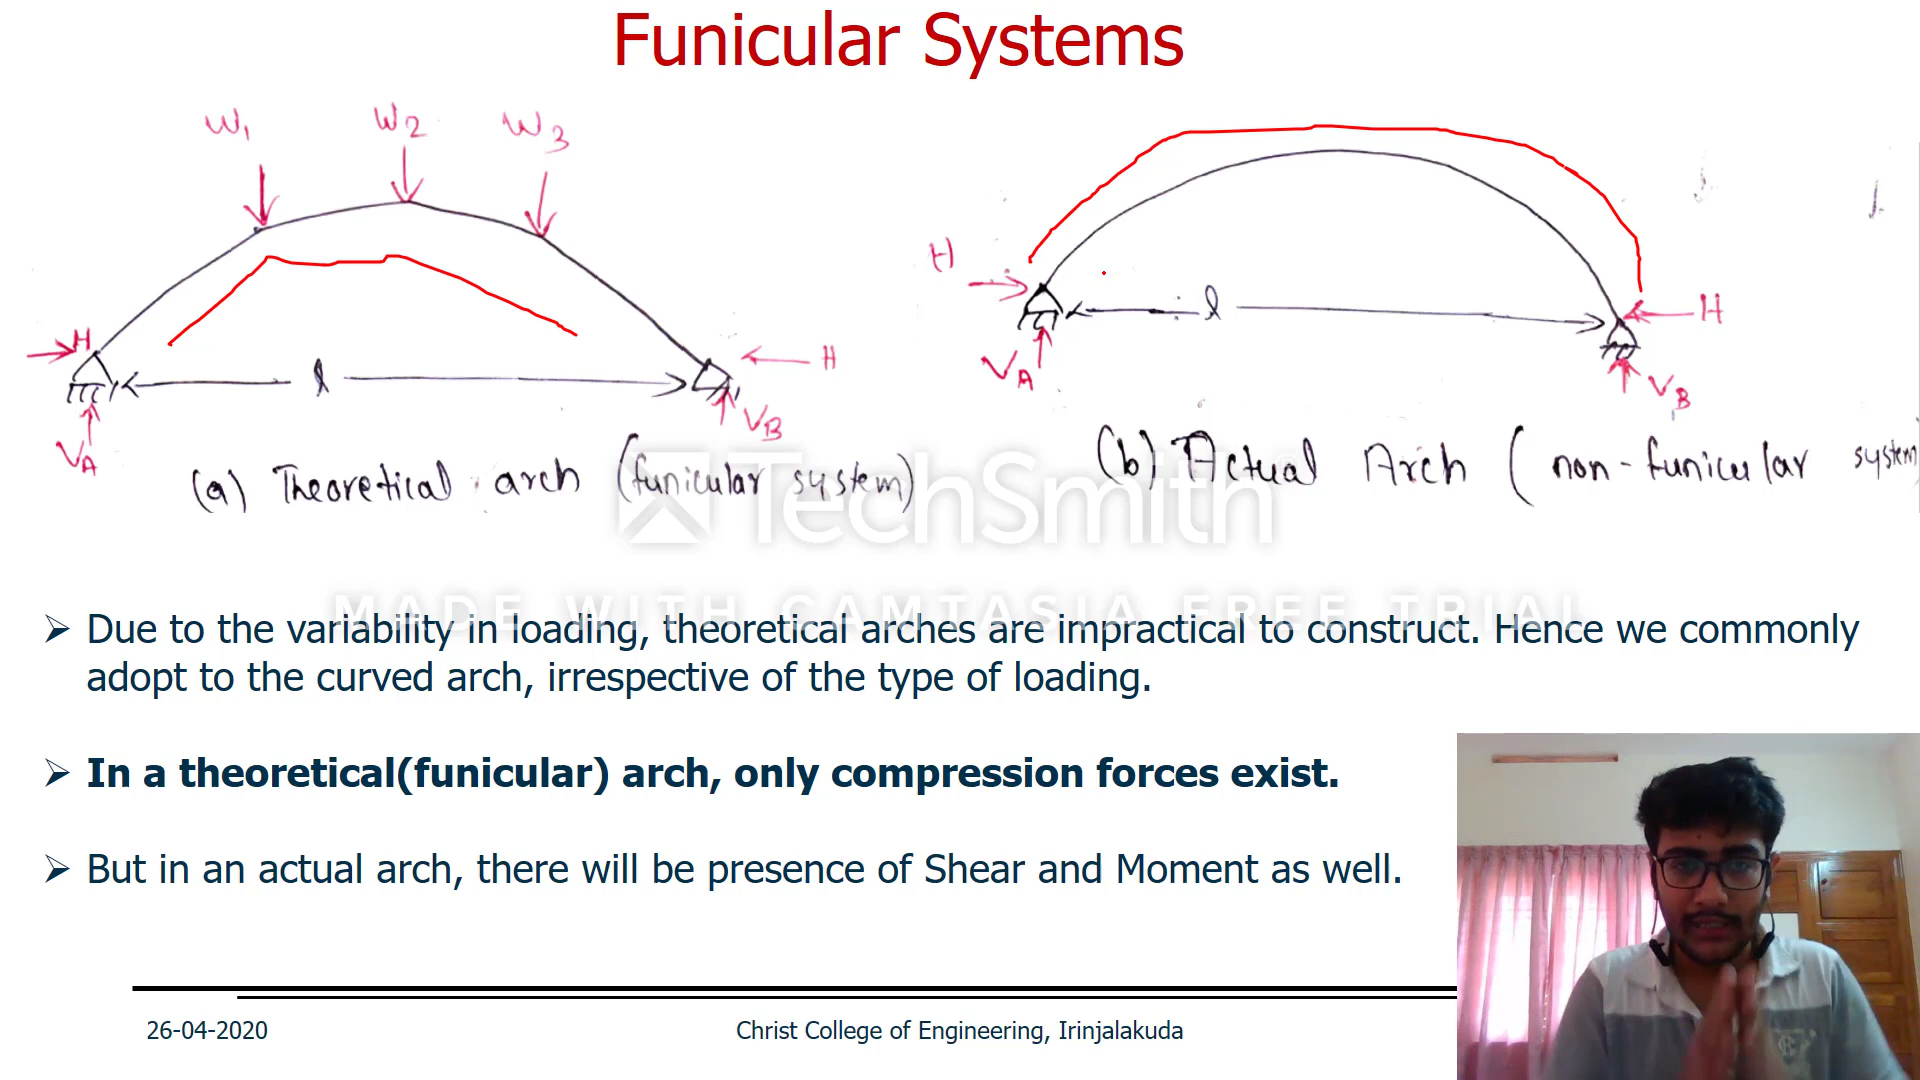 Funicular Systems
W1 W2 W3
H
H
l
VA
VB
(a) Theoretical arch (funicular system)
H
l
H
VA
VB
(b) Actual Arch (non-funicular system
TechSmith
MADE WITH CAMTASIA FREE TRIAL
➢ Due to the variability in loading, theoretical arches are impractical to construct. Hence we commonly
adopt to the curved arch, irrespective of the type of loading.
➢ In a theoretical(funicular) arch, only compression forces exist.
➢ But in an actual arch, there will be presence of Shear and Moment as well.
26-04-2020
Christ College of Engineering, Irinjalakuda